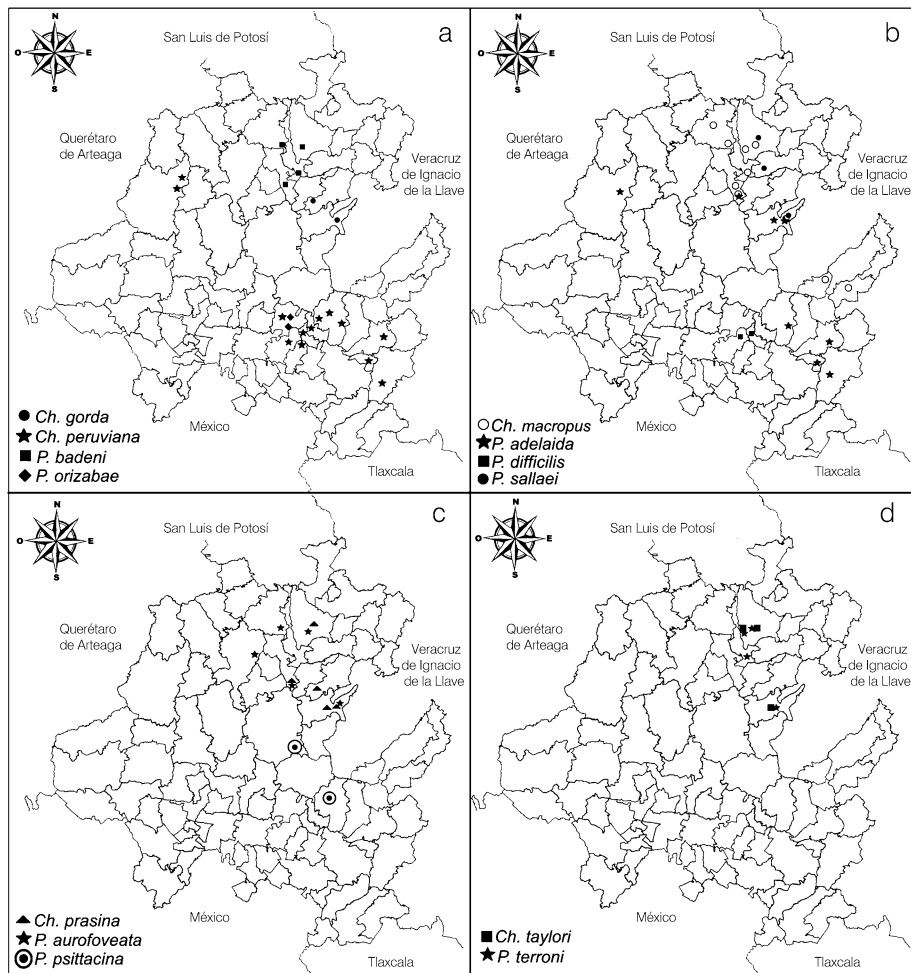 N
O
E
S
San Luis de Potosí
a
Querétaro
de Arteaga
Veracruz
de Ignacio
de la Llave
México
Tlaxcala
Ch. gorda
Ch. peruviana
P. badeni
P. orizabae
N
O
E
S
San Luis de Potosí
b
Querétaro
de Arteaga
Veracruz
de Ignacio
de la Llave
México
Tlaxcala
Ch. macropus
P. adelaida
P. difficilis
P. sallaei
N
O
E
S
San Luis de Potosí
c
Querétaro
de Arteaga
Veracruz
de Ignacio
de la Llave
México
Tlaxcala
Ch. prasina
P. aurofoveata
P. psittacina
N
O
E
S
San Luis de Potosí
d
Querétaro
de Arteaga
Veracruz
de Ignacio
de la Llave
México
Tlaxcala
Ch. taylori
P. terroni